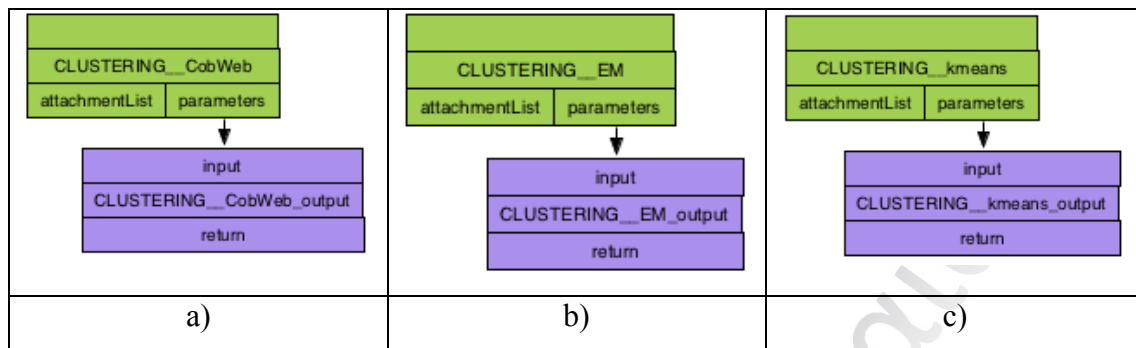 CLUSTERING__CobWeb
attachmentList parameters
input
CLUSTERING__CobWeb_output
return
a)
CLUSTERING__EM
attachmentList parameters
input
CLUSTERING__EM_output
return
b)
CLUSTERING__kmeans
attachmentList parameters
input
CLUSTERING__kmeans_output
return
c)